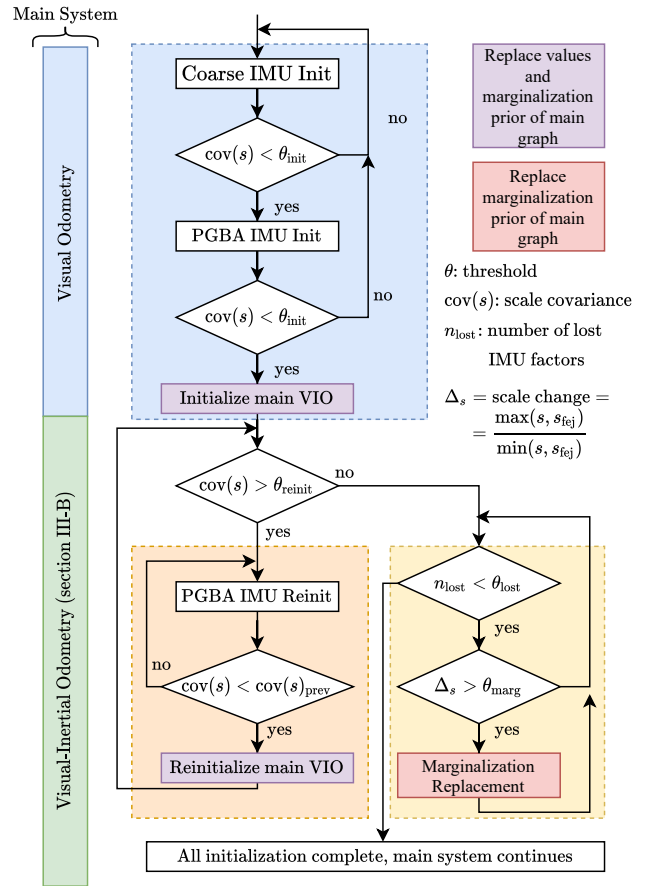 Main System
Visual Odometry
Visual-Inertial Odometry (section III-B)
Coarse IMU Init
cov(s) < θ_init
no
yes
PGBA IMU Init
cov(s) < θ_init
no
yes
Initialize main VIO
Replace values
and
marginalization
prior of main
graph
Replace
marginalization
prior of main
graph
θ: threshold
cov(s): scale covariance
n_lost: number of lost
IMU factors
Δ_s = scale change =
= max(s, s_fej)
min(s, s_fej)
cov(s) > θ_reinit
no
yes
PGBA IMU Reinit
no
cov(s) < cov(s)_prev
yes
Reinitialize main VIO
n_lost < θ_lost
yes
Δ_s > θ_marg
yes
Marginalization
Replacement
All initialization complete, main system continues